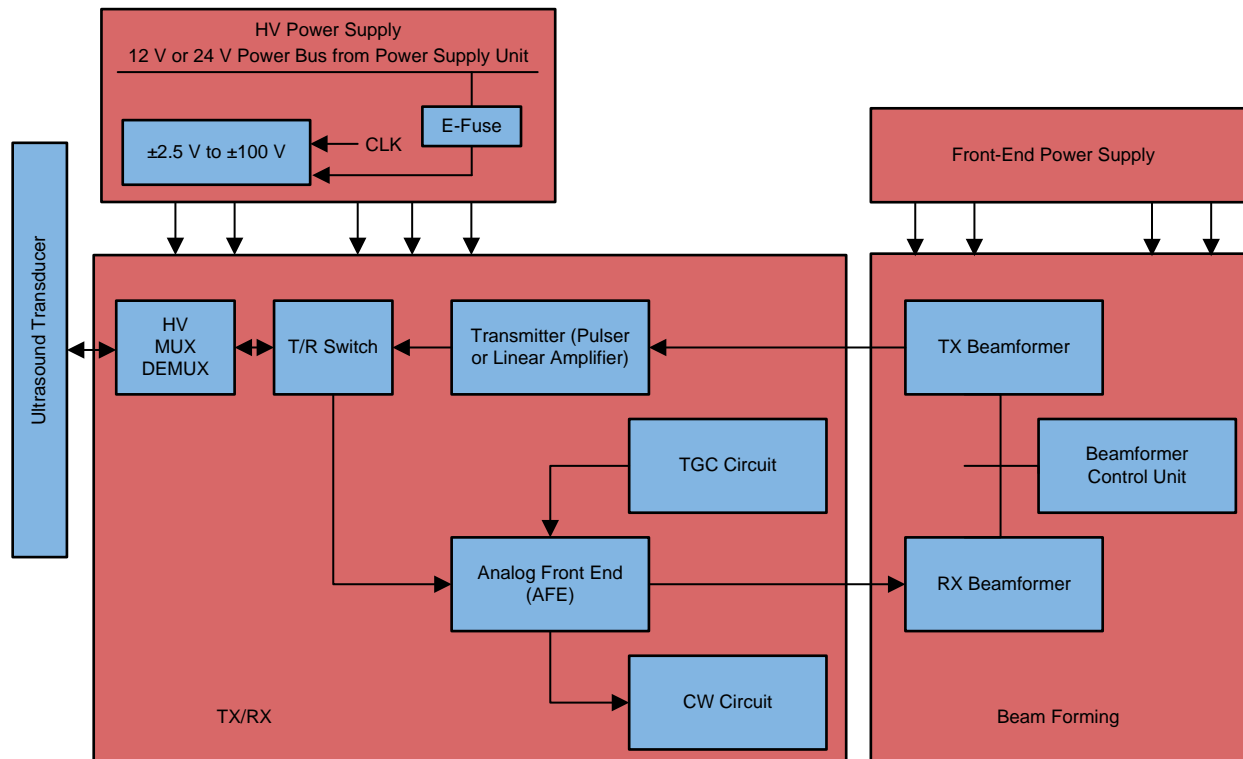 HV Power Supply
12 V or 24 V Power Bus from Power Supply Unit
E-Fuse
±2.5 V to ±100 V
CLK
Front-End Power Supply
Ultrasound Transducer
HV
MUX
DEMUX
T/R Switch
Transmitter (Pulser
or Linear Amplifier)
TX Beamformer
TGC Circuit
Beamformer
Control Unit
Analog Front End
(AFE)
RX Beamformer
CW Circuit
TX/RX
Beam Forming